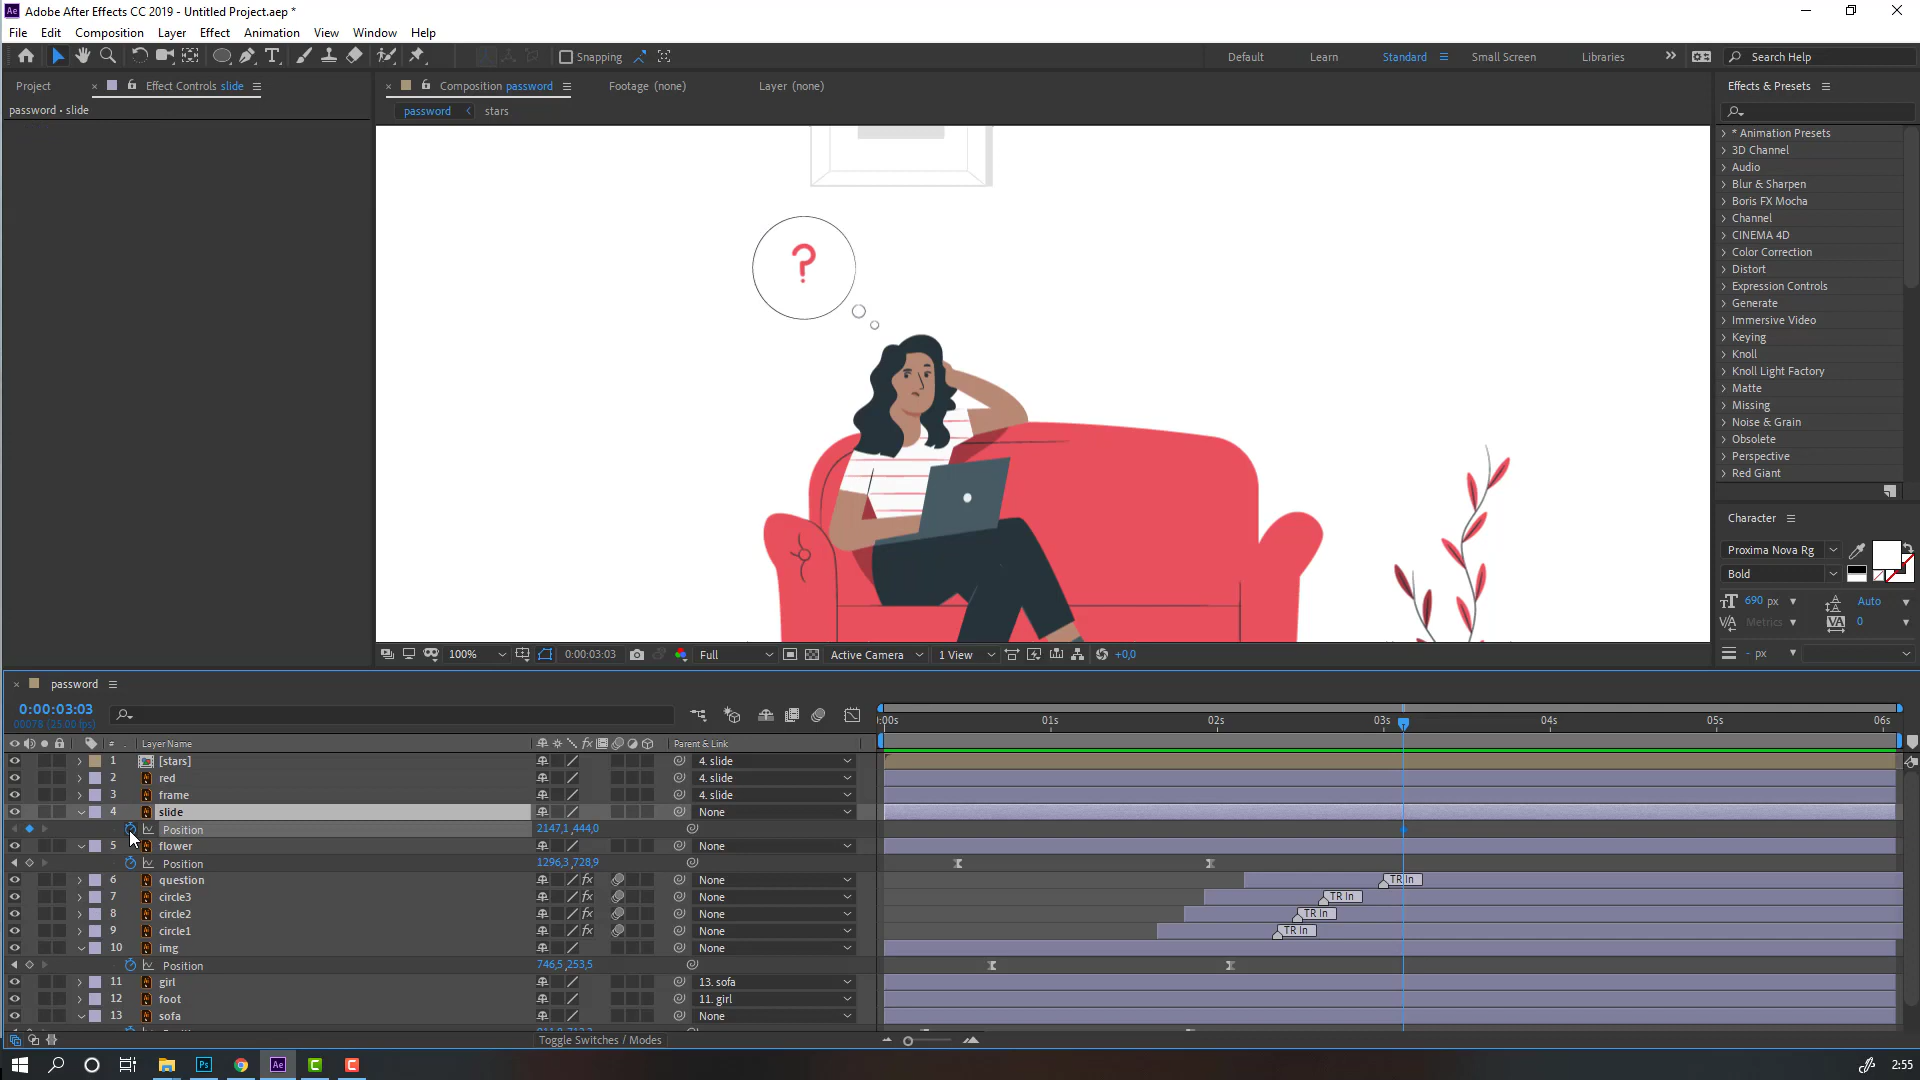 Adobe After Effects CC 2019 - Untitled Project.aep *
File Edit Composition Layer Effect Animation View Window Help
Snapping Default Learn Standard Small Screen Libraries Search Help
Project Effect Controls slide Composition password Footage (none) Layer (none) Effects & Presets
password • slide
password stars
* Animation Presets
3D Channel
Audio
Blur & Sharpen
Boris FX Mocha
Channel
CINEMA 4D
Color Correction
Distort
Expression Controls
Generate
Immersive Video
Keying
Knoll
Knoll Light Factory
Matte
Missing
Noise & Grain
Obsolete
Perspective
Red Giant
?
Character
Proxima Nova Rg
Bold
690 px Auto
Metrics 0
- px
100% 0:00:03:03 Full Active Camera 1 View +0,0
password
0:00:03:03
00078 (25.00 fps)
:00s 01s 02s 03s 04s 05s 06s
# Layer Name Parent & Link
1 [stars] 4. slide
2 red 4. slide
3 frame 4. slide
4 slide None
Position 2147,1 ,444,0
5 flower None
Position 1296,3 ,728,9
6 question fx None TR In
7 circle3 fx None TR In
8 circle2 fx None TR In
9 circle1 fx None TR In
10 img None
Position 746,5 ,253,5
11 girl 13. sofa
12 foot 11. girl
13 sofa None
Toggle Switches / Modes
2:55